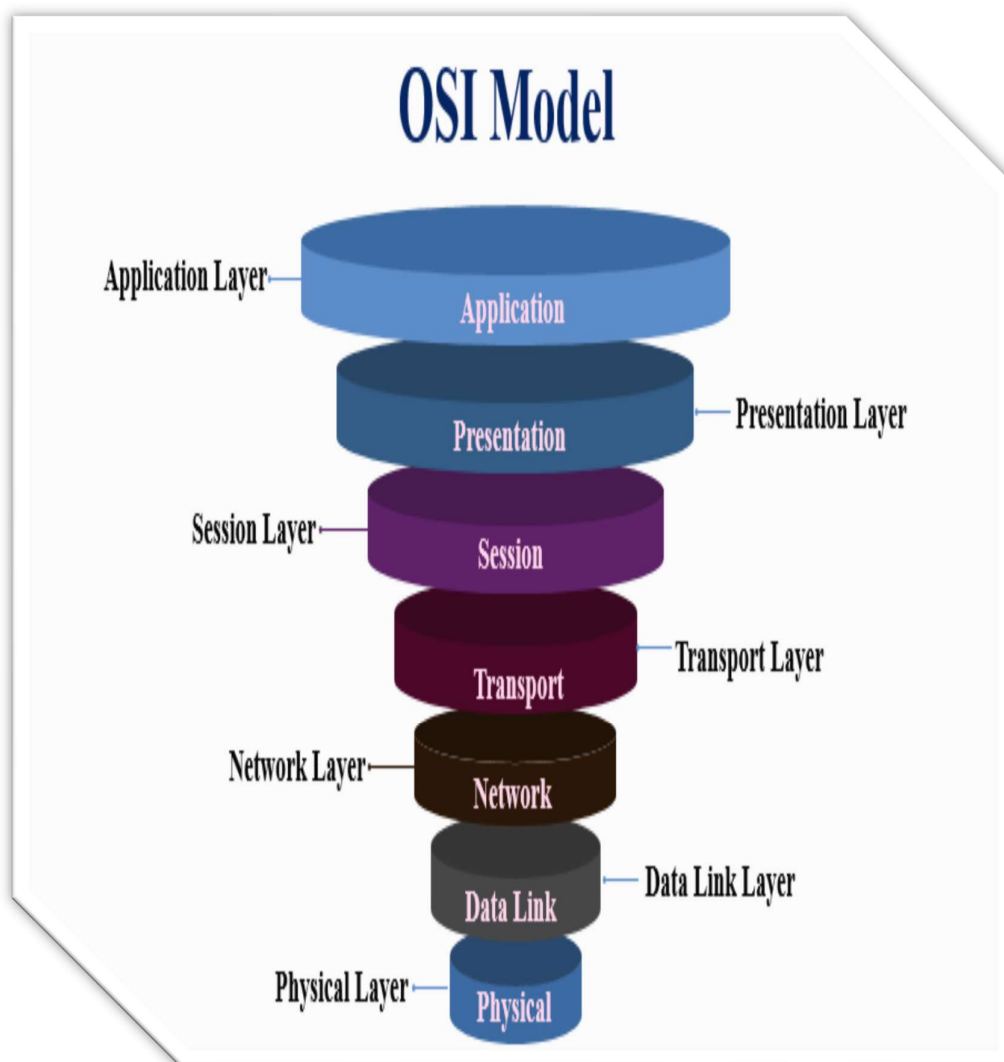 OSI Model
Application Layer
Application
Presentation Layer
Presentation
Session Layer
Session
Transport Layer
Transport
Network Layer
Network
Data Link Layer
Data Link
Physical Layer
Physical